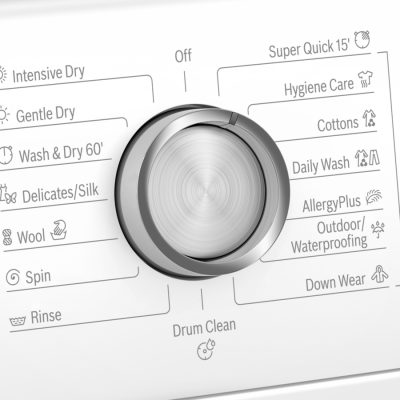 Off
Intensive Dry
Gentle Dry
Wash & Dry 60'
Delicates/Silk
Wool
Spin
Rinse
Super Quick 15'
Hygiene Care
Cottons
Daily Wash
AllergyPlus
Outdoor/
Waterproofing
Down Wear
Drum Clean